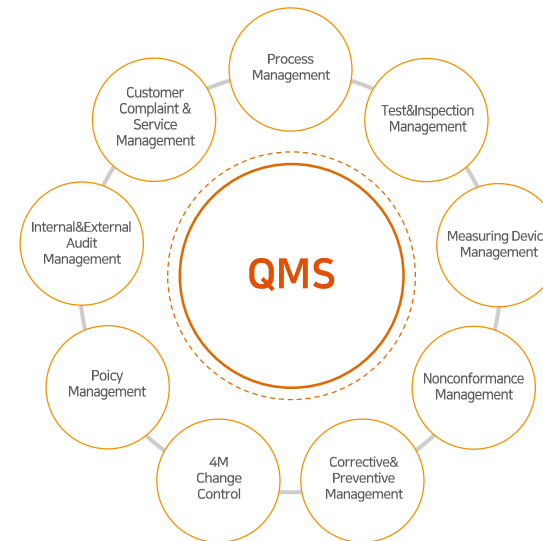 Process
Management
Test&Inspection
Management
Measuring Devic
Management
Nonconformance
Management
Corrective&
Preventive
Management
4M
Change
Control
Poicy
Management
Internal&External
Audit
Management
Customer
Complaint &
Service
Management
QMS